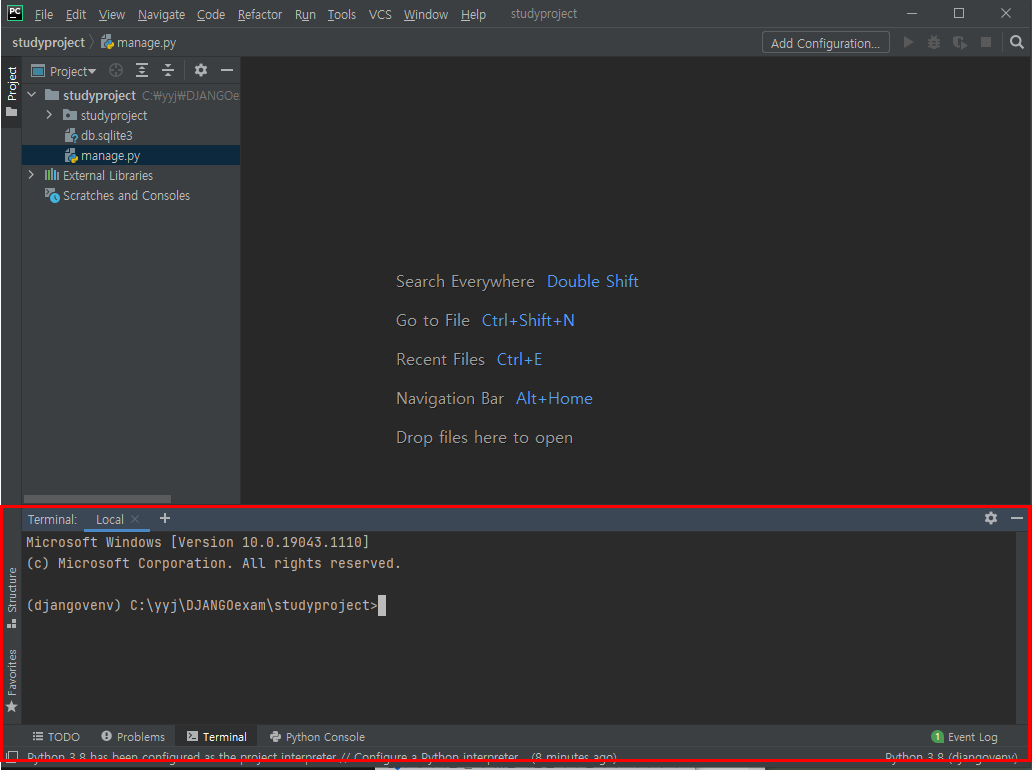 PC File Edit View Navigate Code Refactor Run Tools VCS Window Help studyproject
studyproject manage.py Add Configuration...
Project
Project
studyproject C:₩yyj₩DJANGOex
studyproject
db.sqlite3
manage.py
External Libraries
Scratches and Consoles
Search Everywhere Double Shift
Go to File Ctrl+Shift+N
Recent Files Ctrl+E
Navigation Bar Alt+Home
Drop files here to open
Terminal: Local
Microsoft Windows [Version 10.0.19043.1110]
(c) Microsoft Corporation. All rights reserved.
(djangovenv) C:\yyj\DJANGOexam\studyproject>
Structure
Favorites
TODO Problems Terminal Python Console 1 Event Log
Python 3.8 has been configured as the project interpreter // Configure a Python interpreter... (8 minutes ago) Python 3.8 (djangovenv)